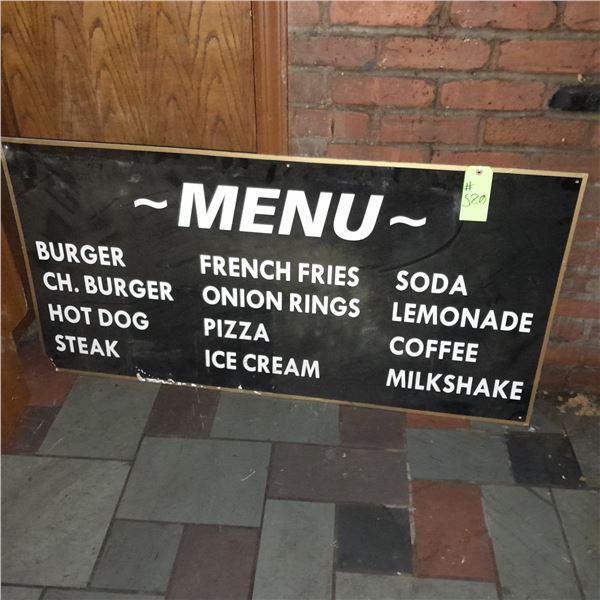 ~MENU~
# 580
BURGER
CH. BURGER
HOT DOG
STEAK
FRENCH FRIES
ONION RINGS
PIZZA
ICE CREAM
SODA
LEMONADE
COFFEE
MILKSHAKE